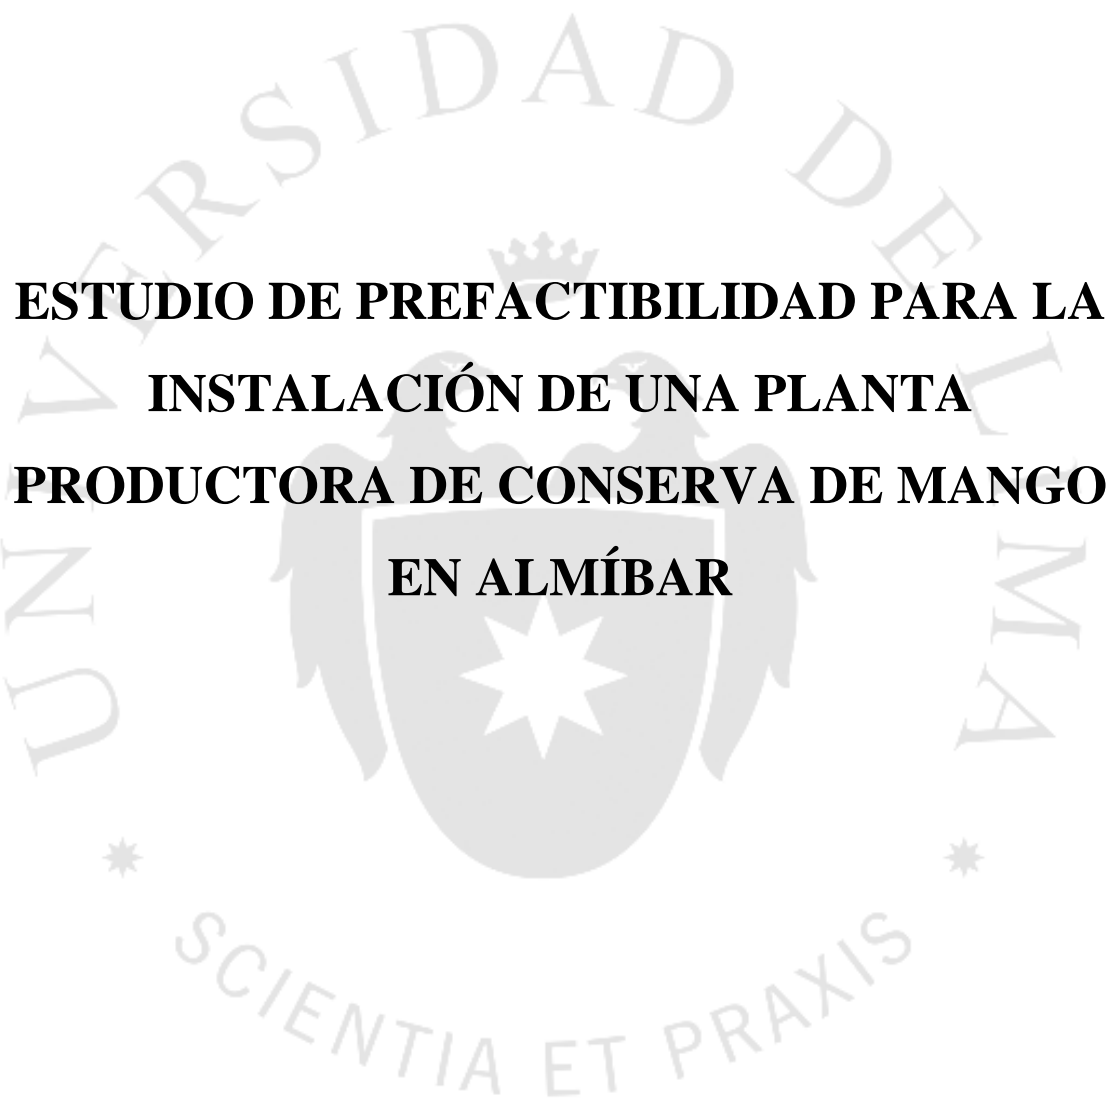 UNIVERSIDAD DE LIMA
ESTUDIO DE PREFACTIBILIDAD PARA LA
INSTALACIÓN DE UNA PLANTA
PRODUCTORA DE CONSERVA DE MANGO
EN ALMÍBAR
SCIENTIA ET PRAXIS